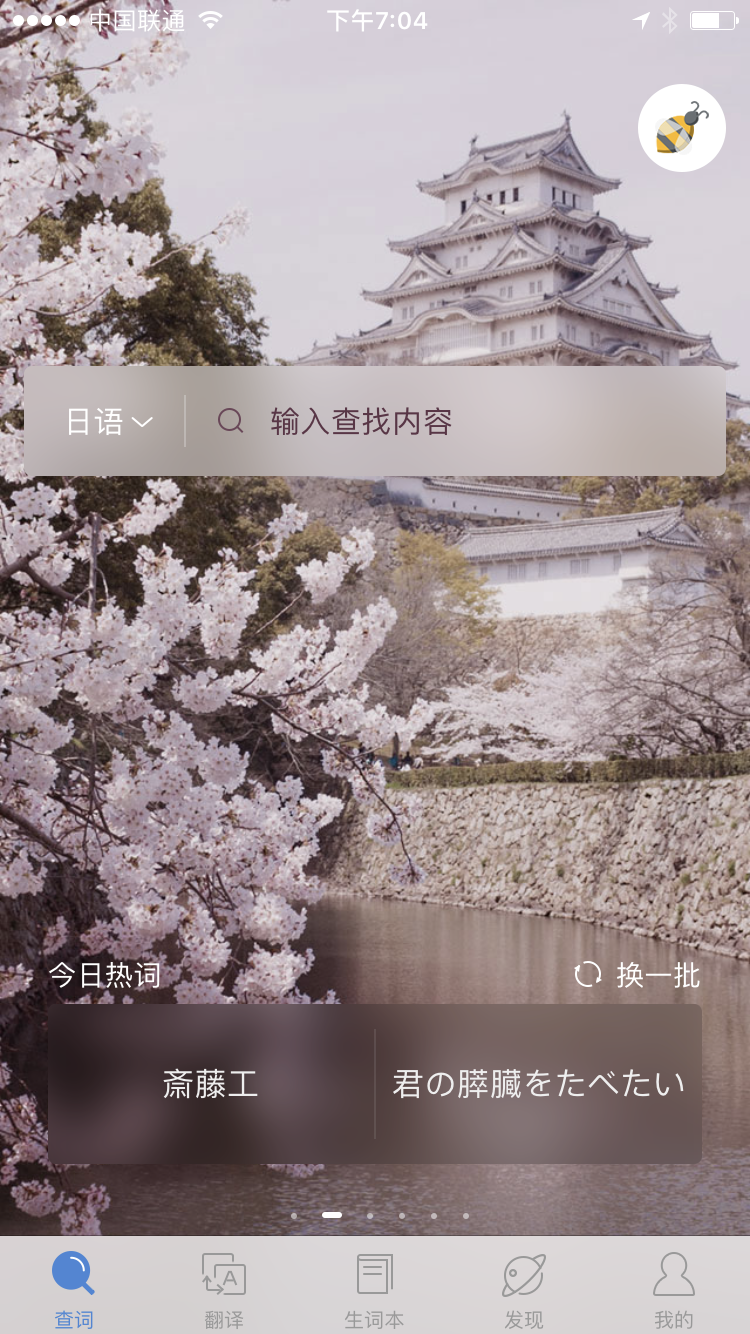 中国联通 下午7:04
日语 输入查找内容
今日热词 换一批
斎藤工 君の膵臓をたべたい
A
查词 翻译 生词本 发现 我的